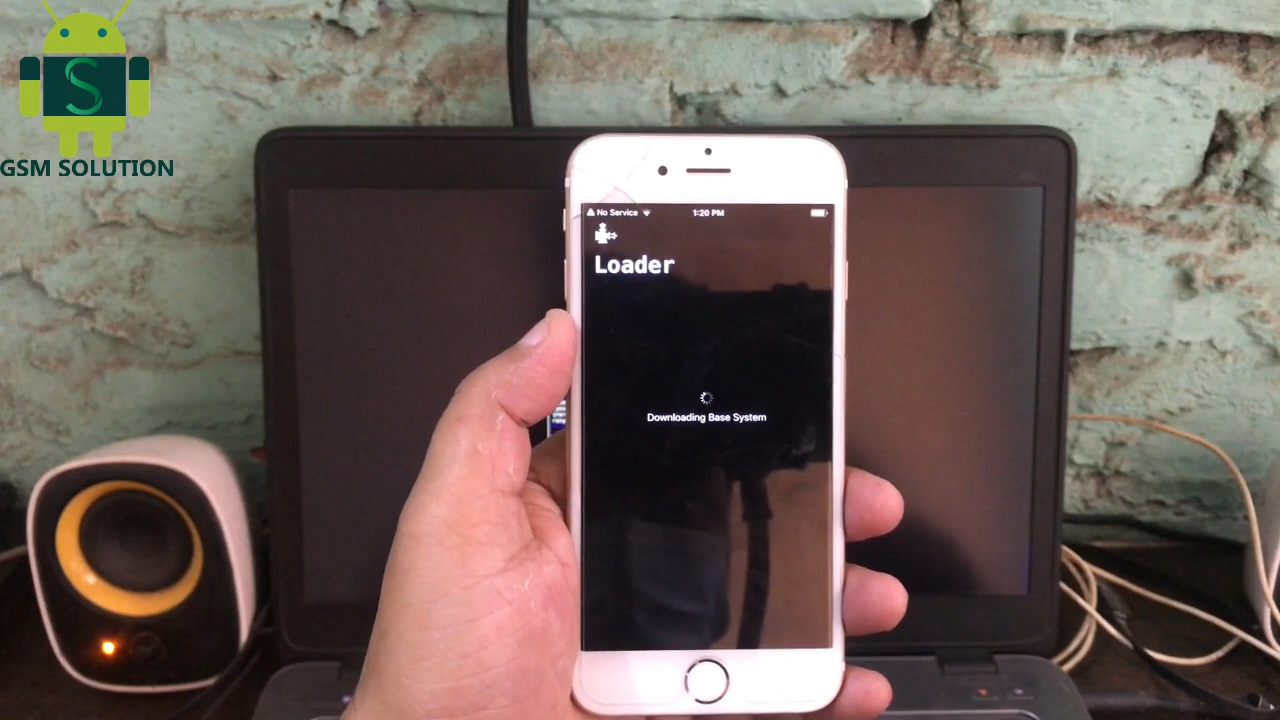 S
GSM SOLUTION
No Service
1:20 PM
Loader
Downloading Base System